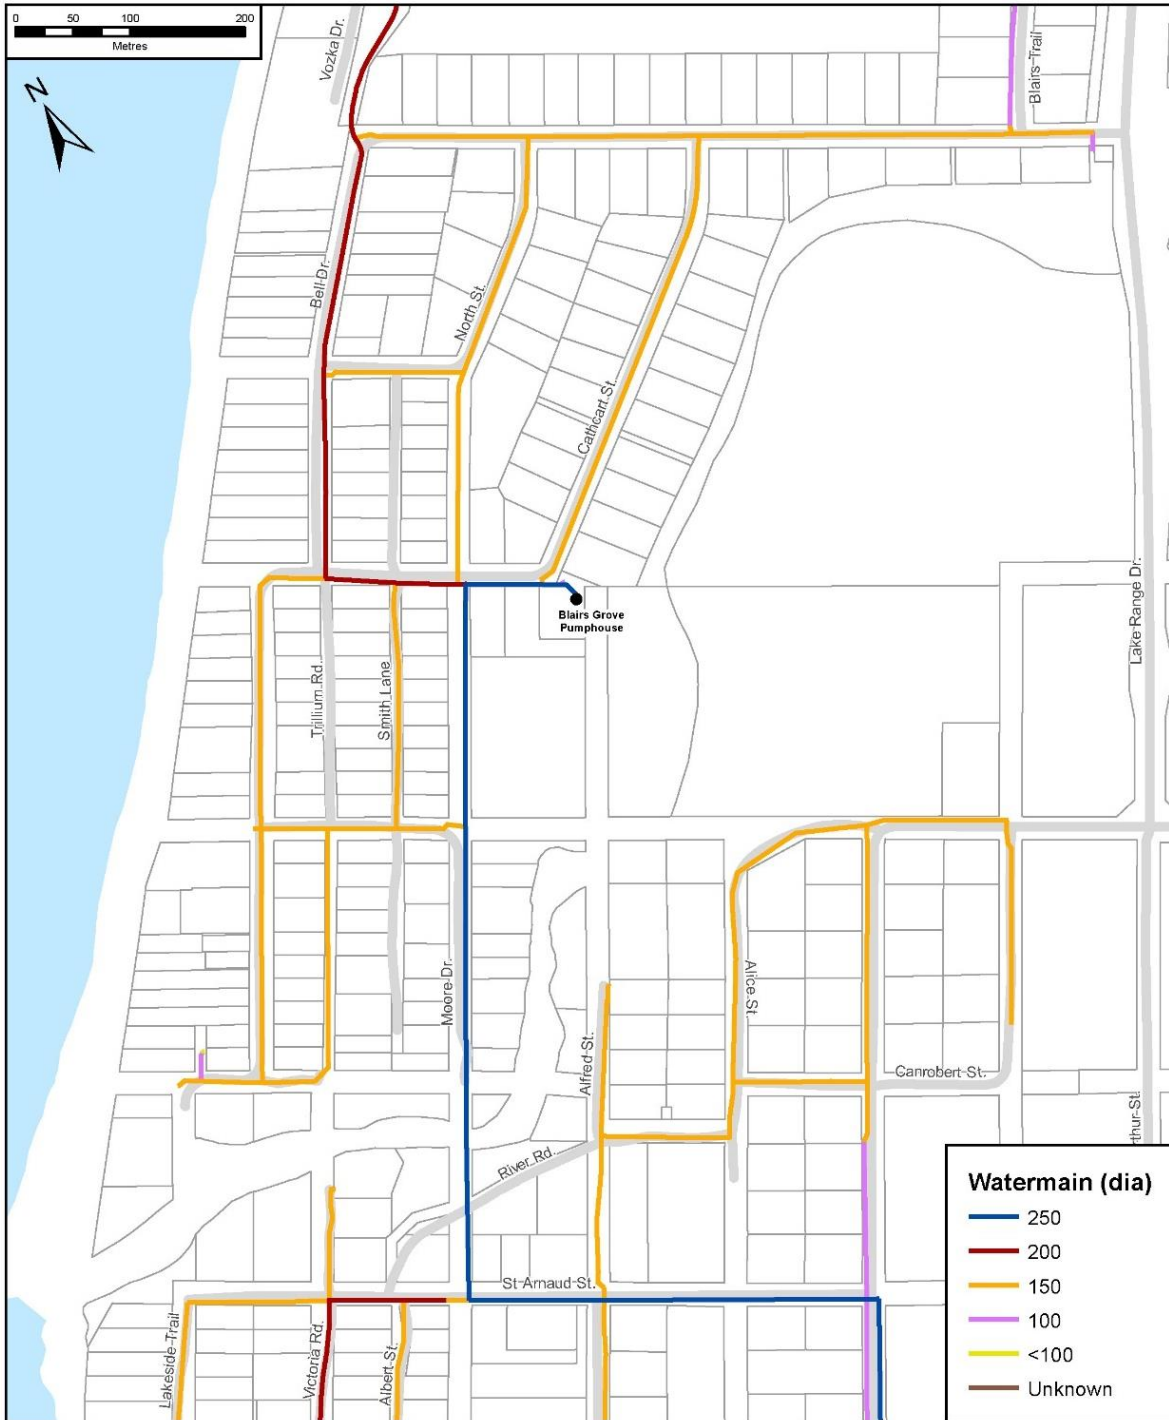 0 50 100 200
Metres
N
Vozka Dr.
Blairs Trail
Bell Dr.
North St.
Cathcart St.
Blairs Grove
Pumphouse
Lake Range Dr.
Trillium Rd.
Smith Lane
Moore Dr.
Alice St.
Alfred St.
Canrobert St.
River Rd.
rthur St.
St Arnaud St.
Lakeside Trail
Victoria Rd.
Albert St.
Watermain (dia)
250
200
150
100
<100
Unknown